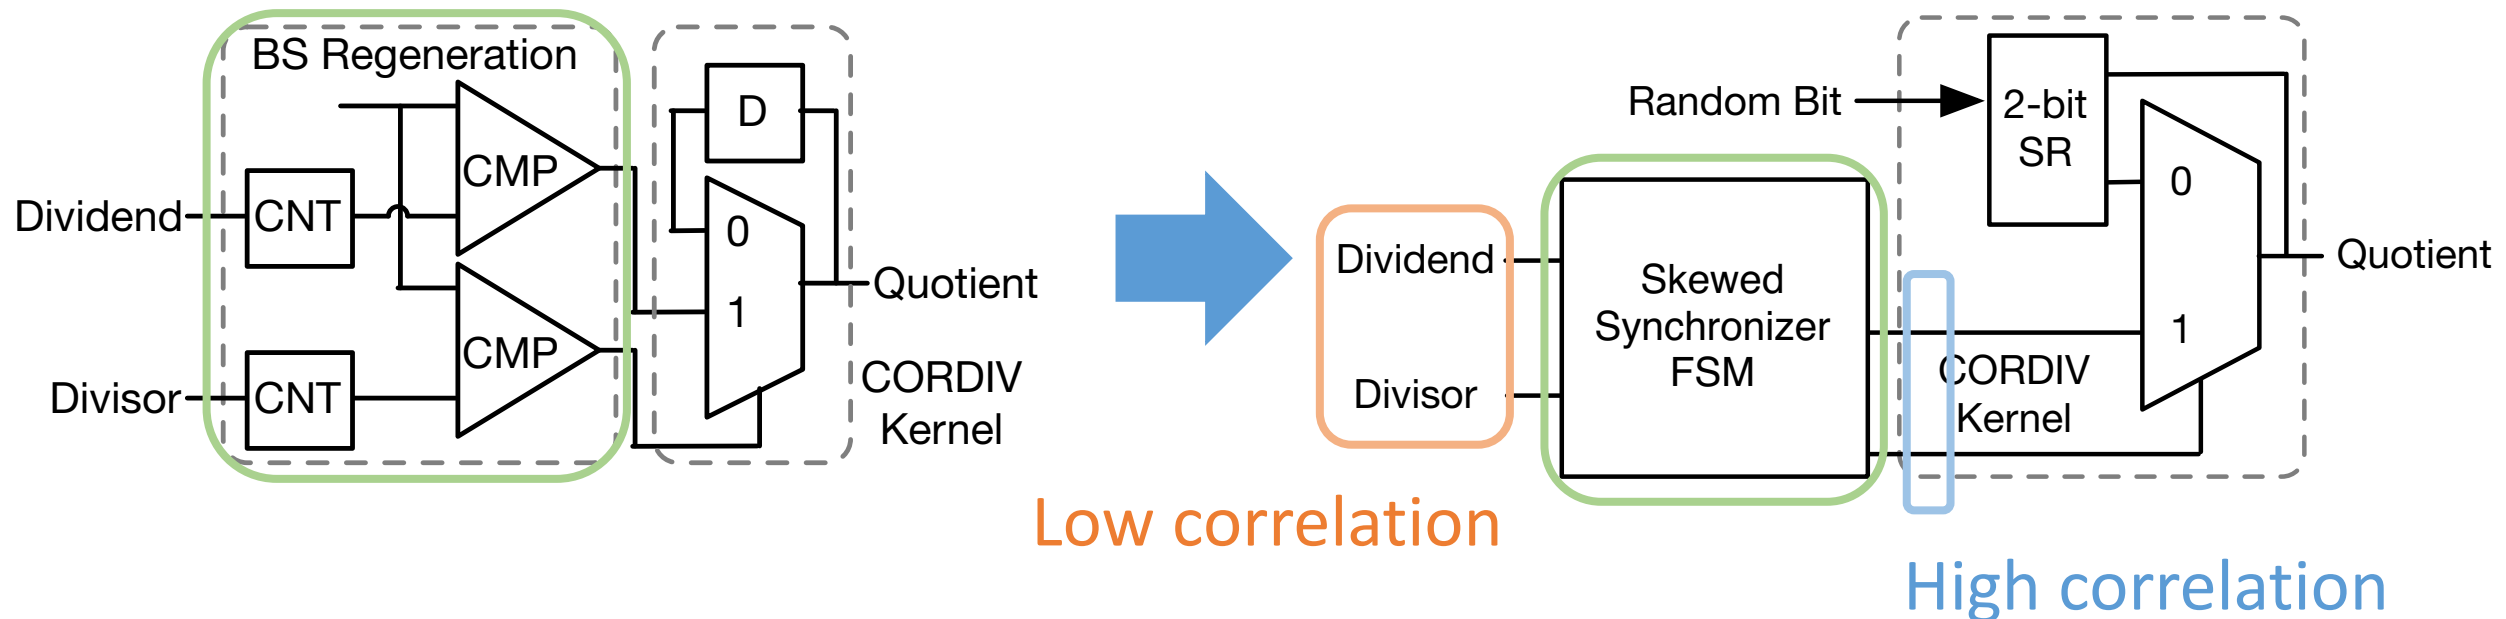 BS Regeneration
CMP
Dividend
CNT
CMP
Divisor
CNT
D
0
1
Quotient
CORDIV
Kernel
Low correlation
Dividend
Divisor
Skewed
Synchronizer
FSM
Random Bit
2-bit
SR
0
1
CORDIV
Kernel
Quotient
High correlation